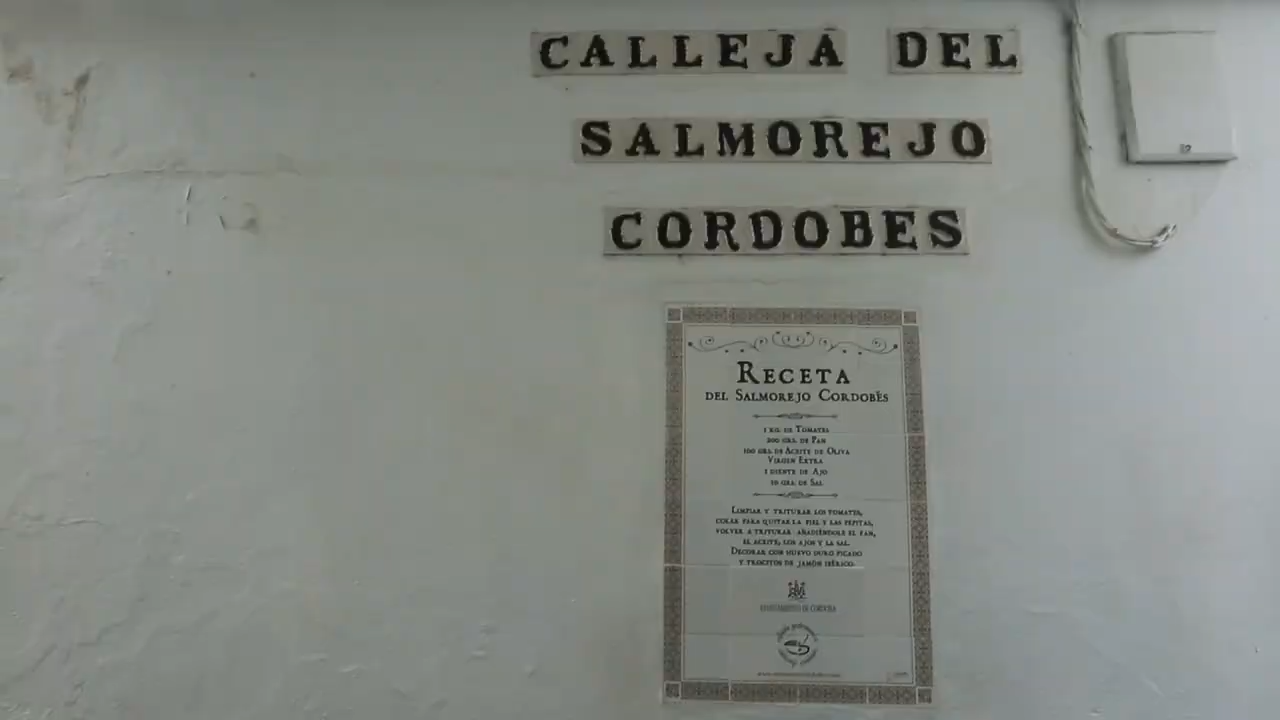 CALLEJA DEL
SALMOREJO
CORDOBES
RECETA
DEL SALMOREJO CORDOBÉS
1 KG. DE TOMATES
200 GRS. DE PAN
100 GRS. DE ACEITE DE OLIVA
VIRGEN EXTRA
1 DIENTE DE AJO
10 GRS. DE SAL
LIMPIAR Y TRITURAR LOS TOMATES,
COLAR PARA QUITAR LA PIEL Y LAS PEPITAS,
VOLVER A TRITURAR AÑADIÉNDOLE EL PAN,
EL ACEITE, LOS AJOS Y LA SAL.
DECORAR CON HUEVO DURO PICADO
Y TROCITOS DE JAMÓN IBÉRICO.
AYUNTAMIENTO DE CÓRDOBA